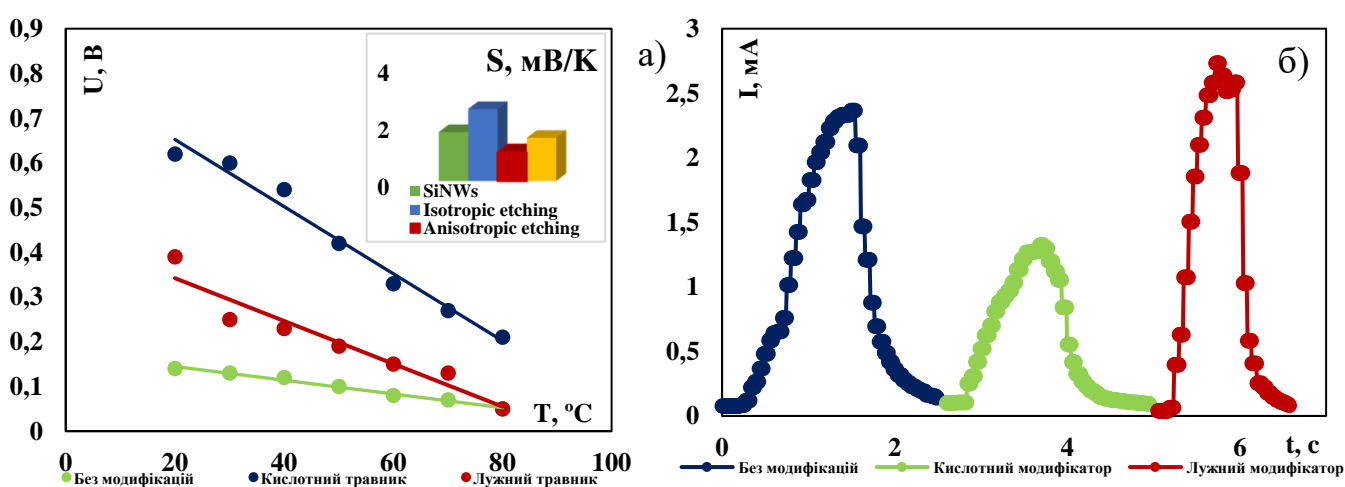 а)
U, В
0,9
0,8
0,7
0,6
0,5
0,4
0,3
0,2
0,1
0
0 20 40 60 80 100
T, ºC
S, мВ/К
4
2
0
SiNWs
Isotropic etching
Anisotropic etching
Без модифікацій Кислотний травник Лужний травник
б)
I, мА
3
2,5
2
1,5
1
0,5
0
2 4 6 t, с
Без модифікацій Кислотний модифікатор Лужний модифікатор